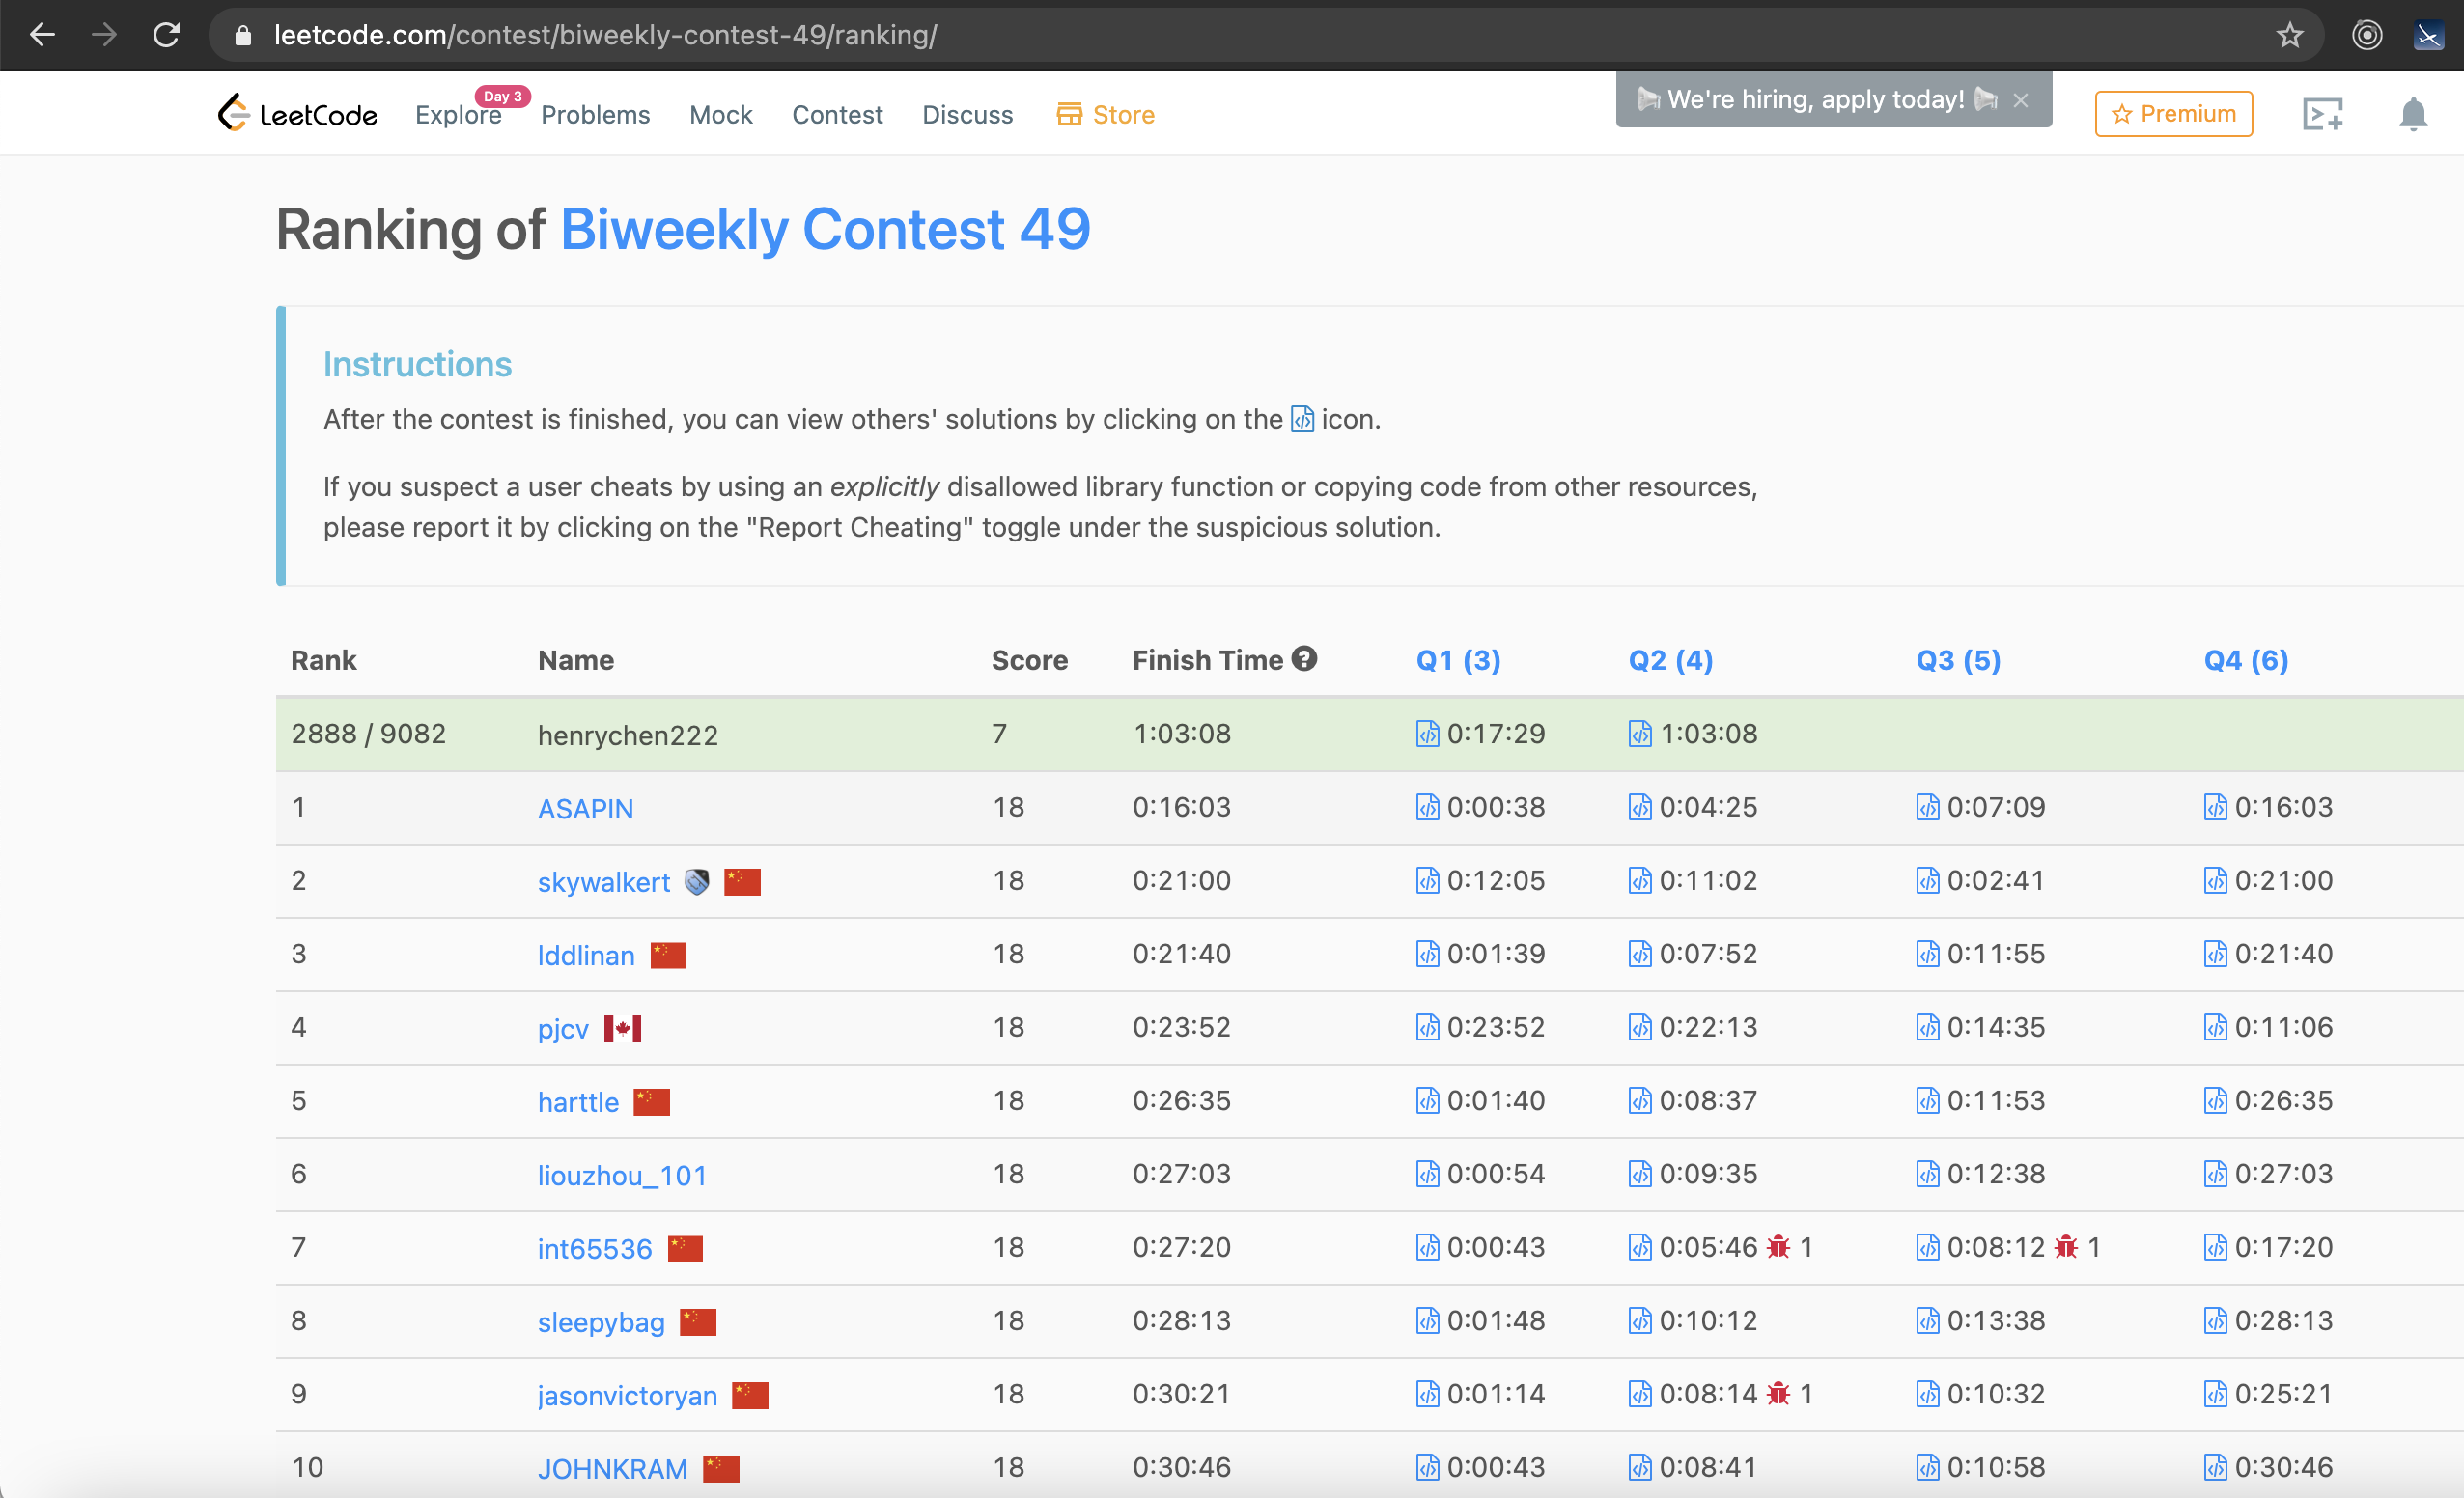 leetcode.com/contest/biweekly-contest-49/ranking/
LeetCode Explore Day 3 Problems Mock Contest Discuss Store We're hiring, apply today! Premium
Ranking of Biweekly Contest 49
Instructions
After the contest is finished, you can view others' solutions by clicking on the icon.
If you suspect a user cheats by using an explicitly disallowed library function or copying code from other resources,
please report it by clicking on the "Report Cheating" toggle under the suspicious solution.
Rank Name Score Finish Time Q1 (3) Q2 (4) Q3 (5) Q4 (6)
2888 / 9082 henrychen222 7 1:03:08 0:17:29 1:03:08
1 ASAPIN 18 0:16:03 0:00:38 0:04:25 0:07:09 0:16:03
2 skywalkert 18 0:21:00 0:12:05 0:11:02 0:02:41 0:21:00
3 lddlinan 18 0:21:40 0:01:39 0:07:52 0:11:55 0:21:40
4 pjcv 18 0:23:52 0:23:52 0:22:13 0:14:35 0:11:06
5 harttle 18 0:26:35 0:01:40 0:08:37 0:11:53 0:26:35
6 liouzhou_101 18 0:27:03 0:00:54 0:09:35 0:12:38 0:27:03
7 int65536 18 0:27:20 0:00:43 0:05:46 1 0:08:12 1 0:17:20
8 sleepybag 18 0:28:13 0:01:48 0:10:12 0:13:38 0:28:13
9 jasonvictoryan 18 0:30:21 0:01:14 0:08:14 1 0:10:32 0:25:21
10 JOHNKRAM 18 0:30:46 0:00:43 0:08:41 0:10:58 0:30:46